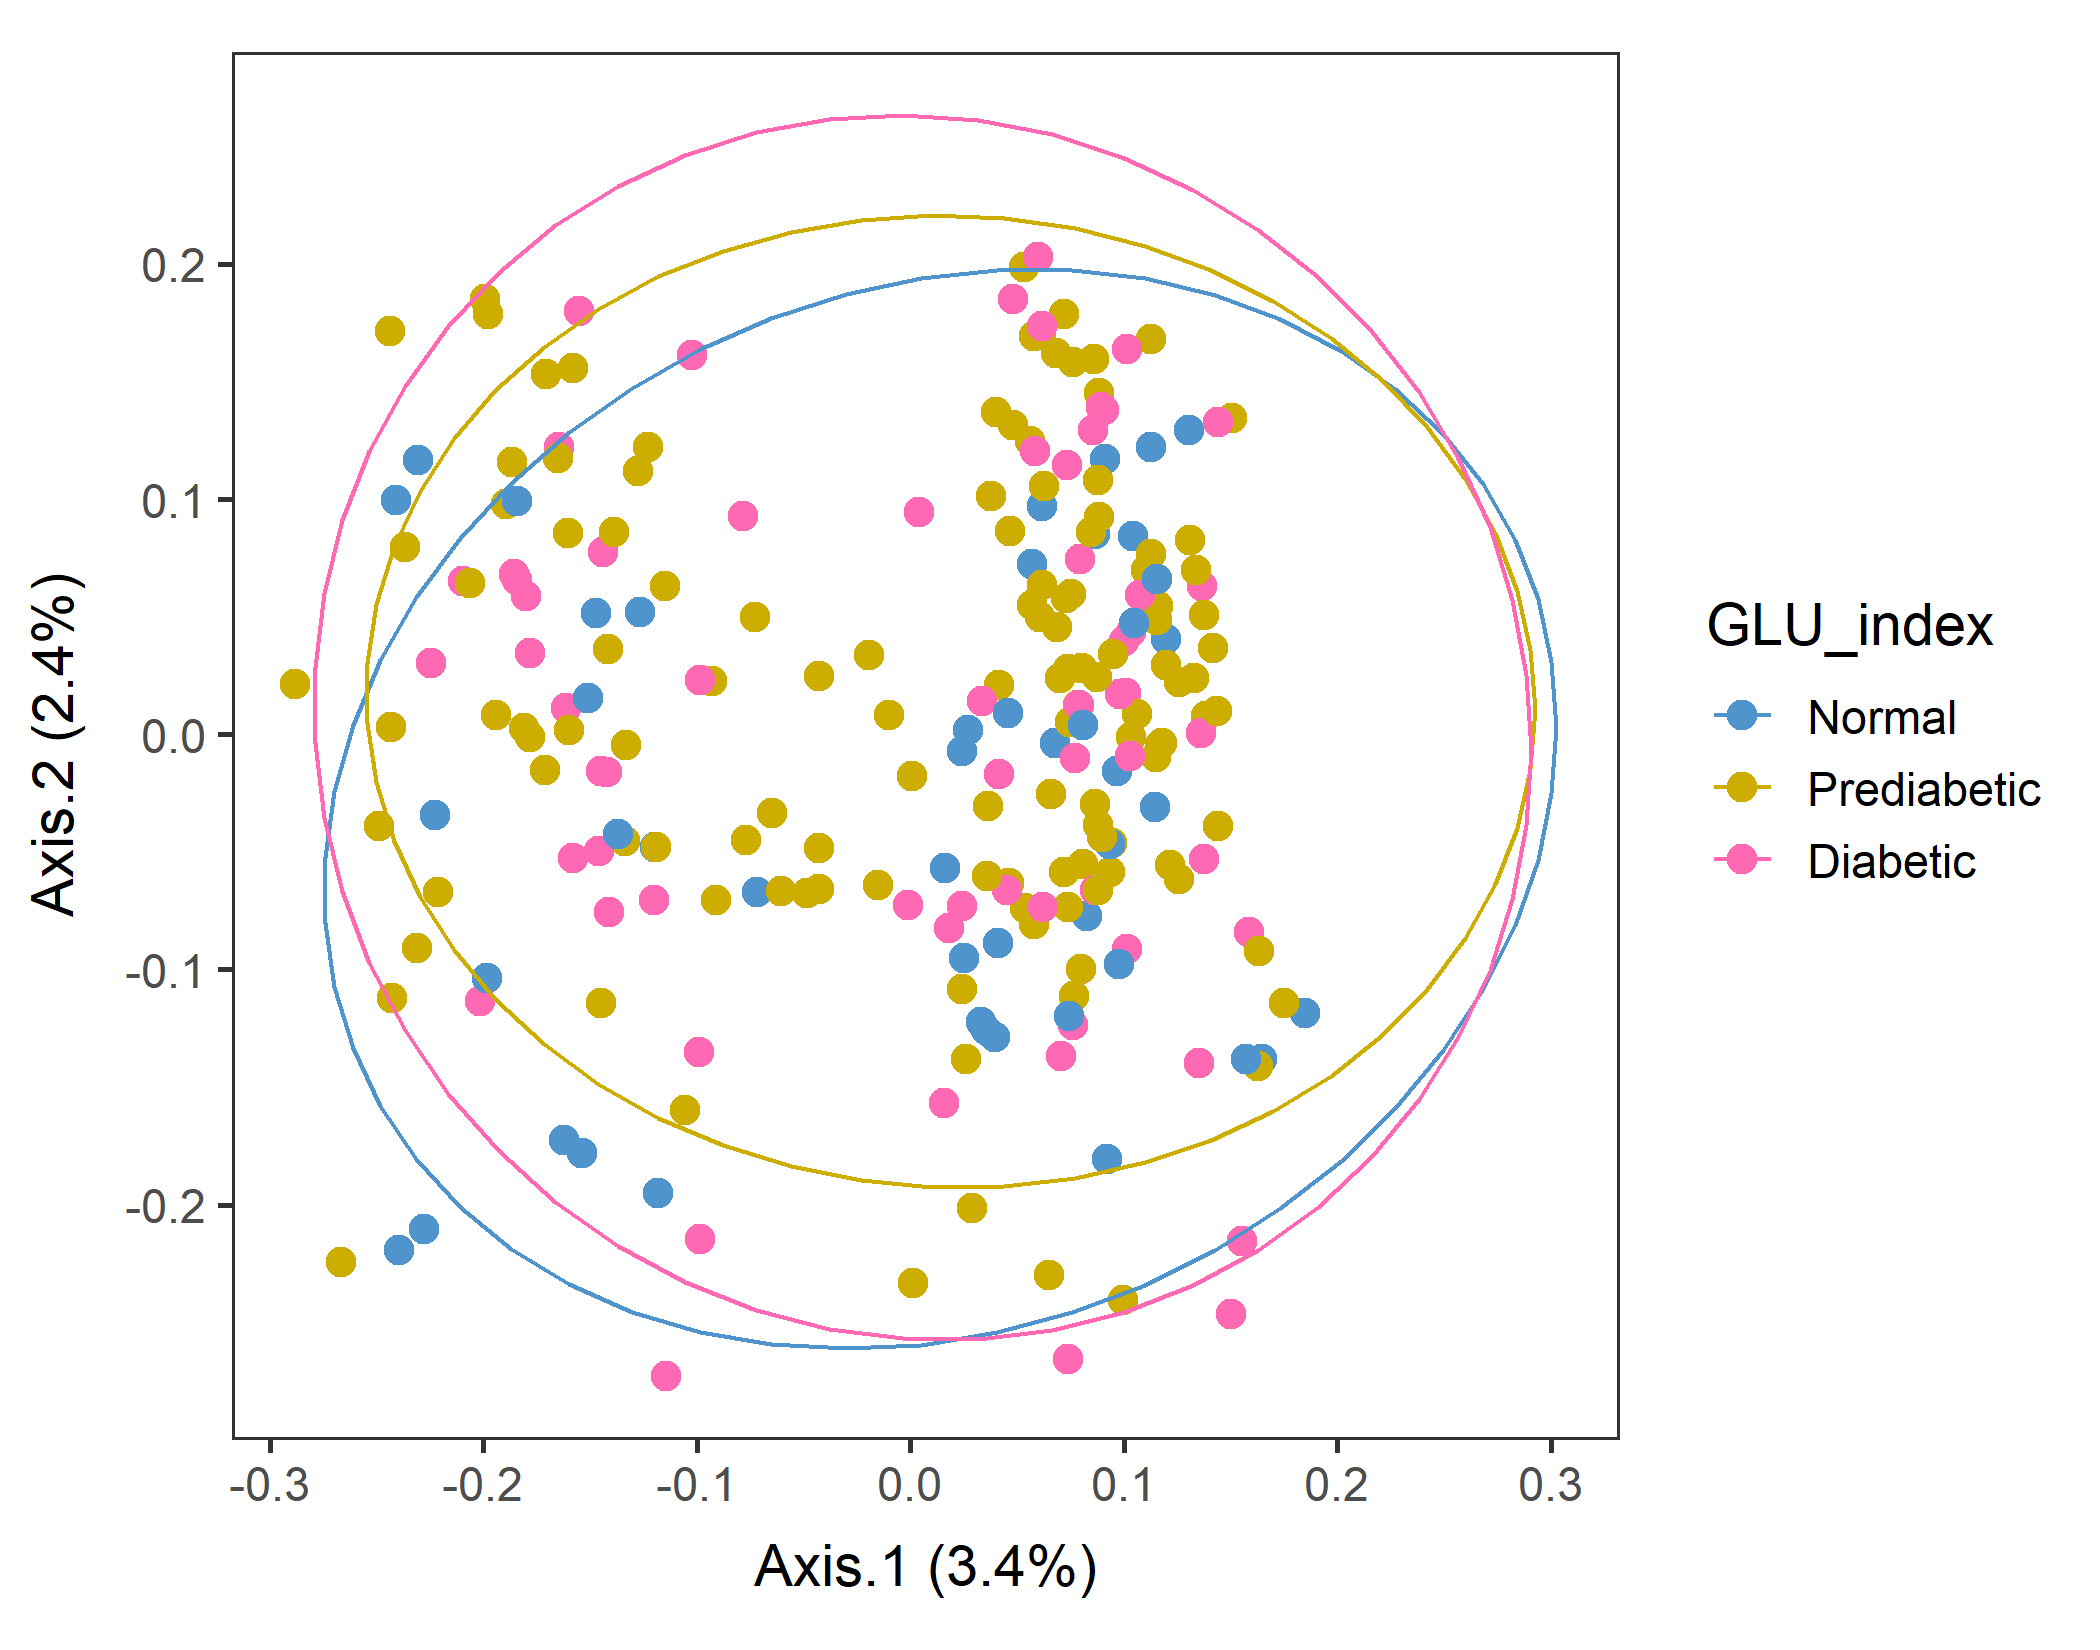 0.2
0.1
0.0
-0.1
-0.2
Axis.2 (2.4%)
-0.3
-0.2
-0.1
0.0
0.1
0.2
0.3
Axis.1 (3.4%)
GLU_index
Normal
Prediabetic
Diabetic